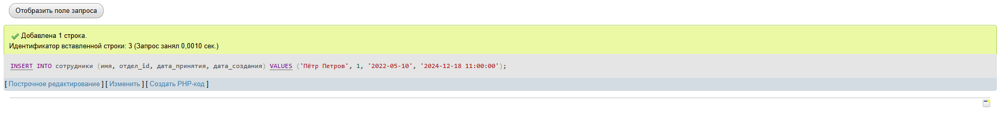 Отобразить поле запроса
Добавлена 1 строка.
Идентификатор вставленной строки: 3 (Запрос занял 0,0010 сек.)
INSERT INTO сотрудники (имя, отдел_id, дата_принятия, дата_создания) VALUES ('Пётр Петров', 1, '2022-05-10', '2024-12-18 11:00:00');
[ Построчное редактирование ] [ Изменить ] [ Создать PHP-код ]